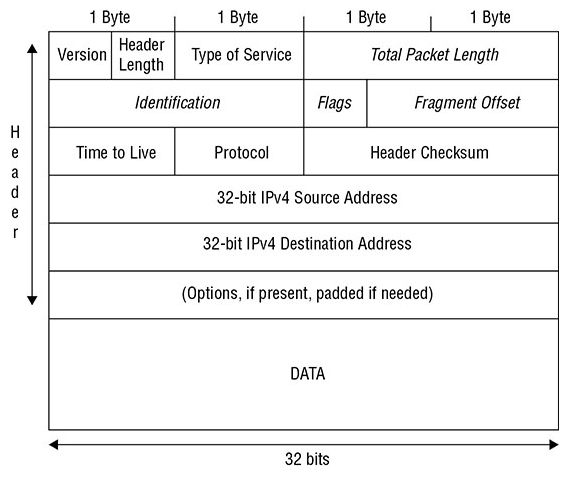 1 Byte 1 Byte 1 Byte 1 Byte
Version Header Length Type of Service Total Packet Length
Identification Flags Fragment Offset
Time to Live Protocol Header Checksum
32-bit IPv4 Source Address
32-bit IPv4 Destination Address
(Options, if present, padded if needed)
DATA
32 bits
Header